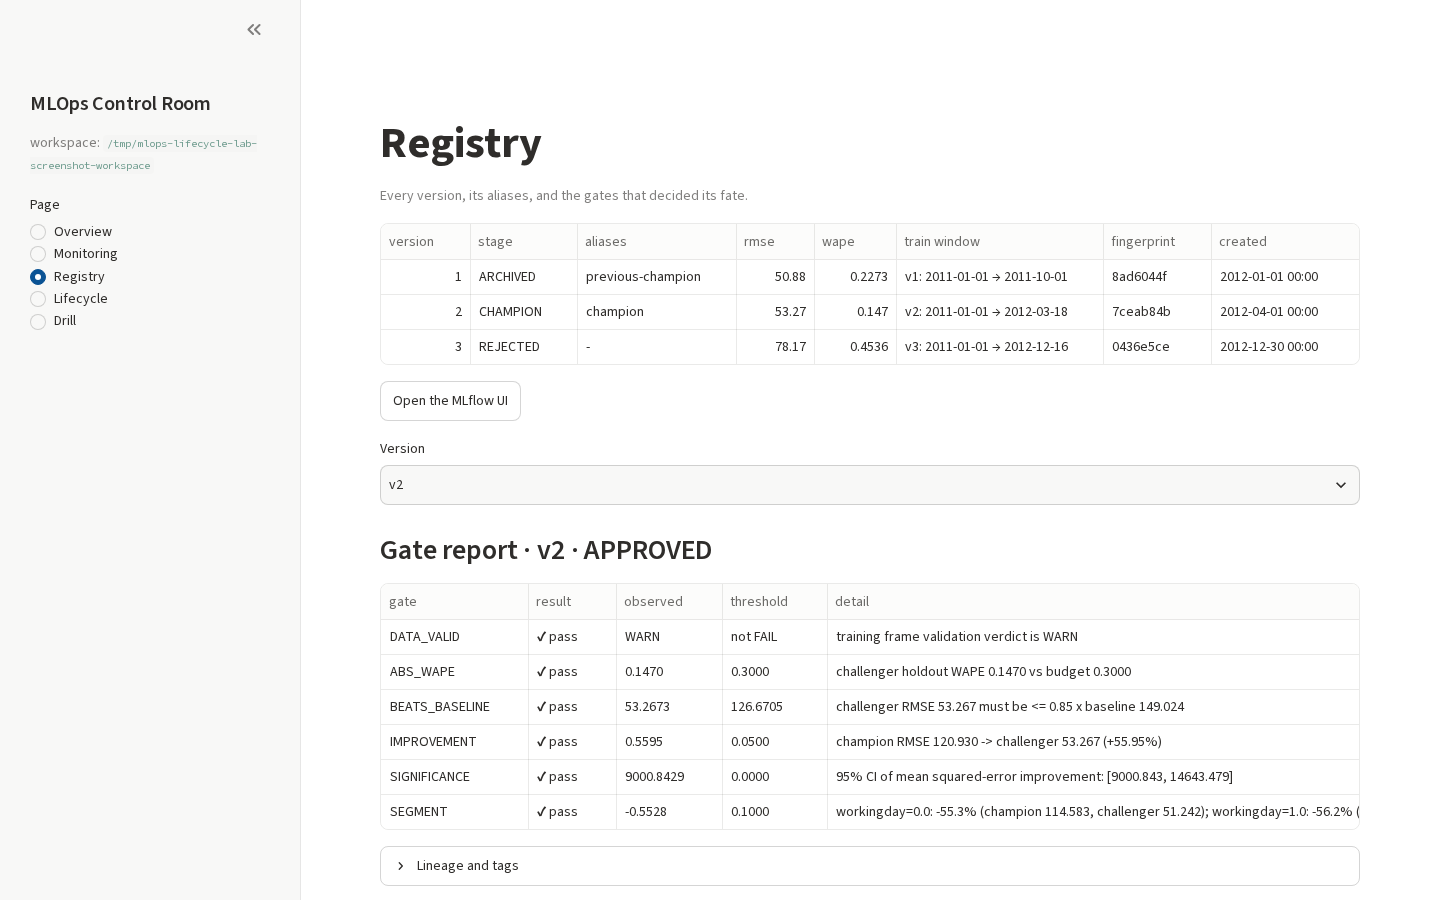 MLOps Control Room
workspace: /tmp/mlops-lifecycle-lab-
screenshot-workspace
Page
Overview
Monitoring
Registry
Lifecycle
Drill
Registry
Every version, its aliases, and the gates that decided its fate.
version stage aliases rmse wape train window fingerprint created
1 ARCHIVED previous-champion 50.88 0.2273 v1: 2011-01-01 → 2011-10-01 8ad6044f 2012-01-01 00:00
2 CHAMPION champion 53.27 0.147 v2: 2011-01-01 → 2012-03-18 7ceab84b 2012-04-01 00:00
3 REJECTED - 78.17 0.4536 v3: 2011-01-01 → 2012-12-16 0436e5ce 2012-12-30 00:00
Open the MLflow UI
Version
v2
Gate report · v2 · APPROVED
gate result observed threshold detail
DATA_VALID ✓ pass WARN not FAIL training frame validation verdict is WARN
ABS_WAPE ✓ pass 0.1470 0.3000 challenger holdout WAPE 0.1470 vs budget 0.3000
BEATS_BASELINE ✓ pass 53.2673 126.6705 challenger RMSE 53.267 must be <= 0.85 x baseline 149.024
IMPROVEMENT ✓ pass 0.5595 0.0500 champion RMSE 120.930 -> challenger 53.267 (+55.95%)
SIGNIFICANCE ✓ pass 9000.8429 0.0000 95% CI of mean squared-error improvement: [9000.843, 14643.479]
SEGMENT ✓ pass -0.5528 0.1000 workingday=0.0: -55.3% (champion 114.583, challenger 51.242); workingday=1.0: -56.2% (
Lineage and tags